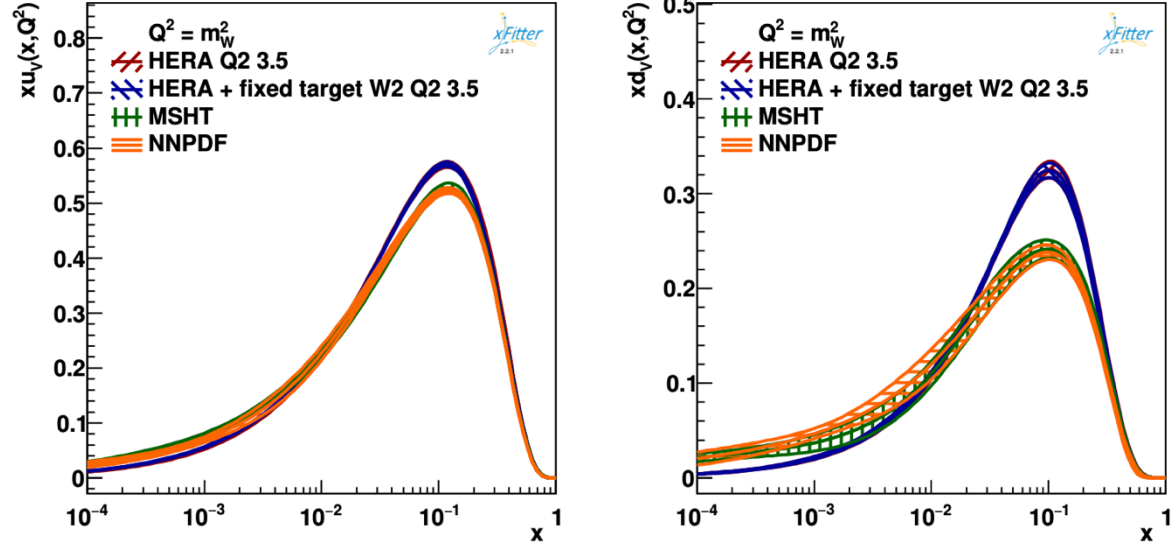 xu_V(x,Q²)
Q² = m²_W
HERA Q2 3.5
HERA + fixed target W2 Q2 3.5
MSHT
NNPDF
xFitter
2.2.1
0.8
0.7
0.6
0.5
0.4
0.3
0.2
0.1
0
10⁻⁴ 10⁻³ 10⁻² 10⁻¹ 1
x
xd_V(x,Q²)
Q² = m²_W
HERA Q2 3.5
HERA + fixed target W2 Q2 3.5
MSHT
NNPDF
xFitter
2.2.1
0.5
0.4
0.3
0.2
0.1
0
10⁻⁴ 10⁻³ 10⁻² 10⁻¹ 1
x